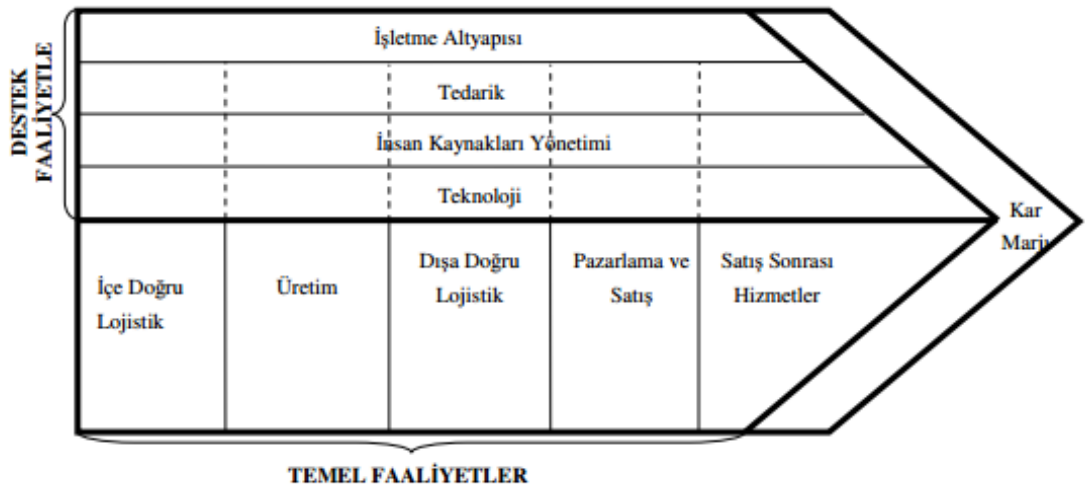 DESTEK
FAALİYETLE
İşletme Altyapısı
Tedarik
İnsan Kaynakları Yönetimi
Teknoloji
İçe Doğru
Lojistik
Üretim
Dışa Doğru
Lojistik
Pazarlama ve
Satış
Satış Sonrası
Hizmetler
Kar
Marjı
TEMEL FAALİYETLER